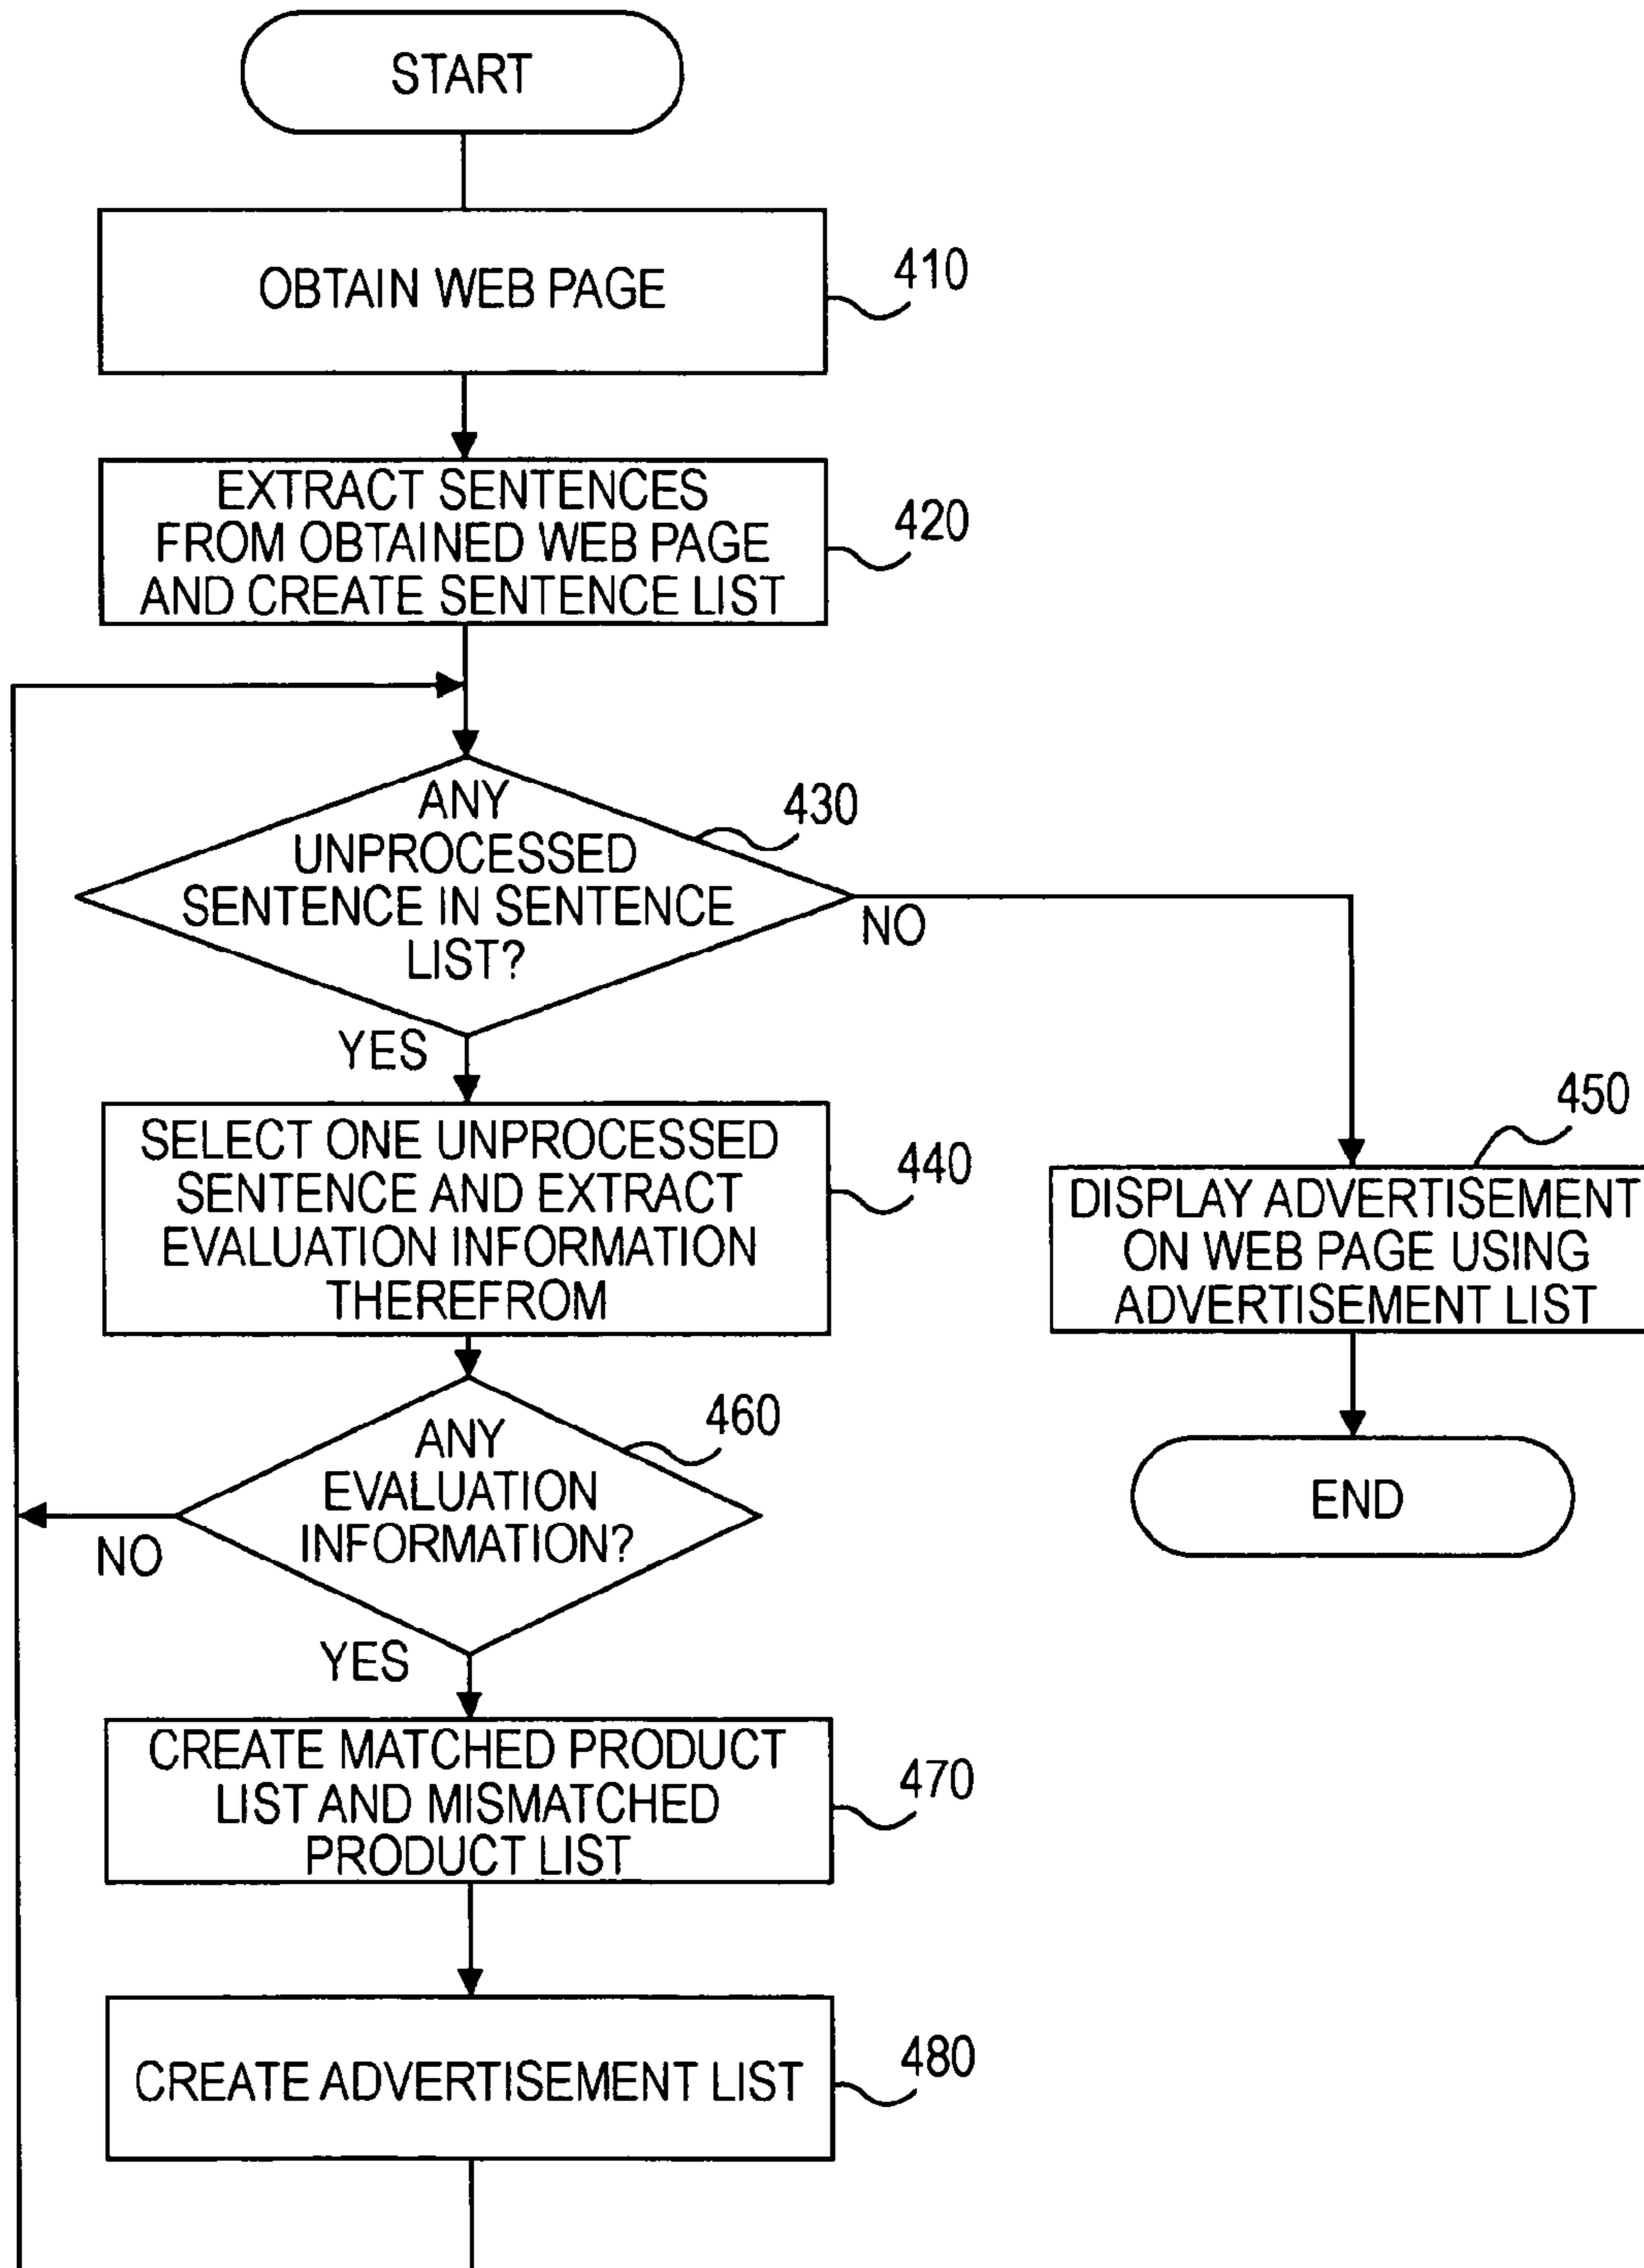 START
OBTAIN WEB PAGE
410
EXTRACT SENTENCES
FROM OBTAINED WEB PAGE
AND CREATE SENTENCE LIST
420
ANY
UNPROCESSED
SENTENCE IN SENTENCE
LIST?
430
NO
YES
SELECT ONE UNPROCESSED
SENTENCE AND EXTRACT
EVALUATION INFORMATION
THEREFROM
440
450
DISPLAY ADVERTISEMENT
ON WEB PAGE USING
ADVERTISEMENT LIST
END
ANY
EVALUATION
INFORMATION?
460
NO
YES
CREATE MATCHED PRODUCT
LIST AND MISMATCHED
PRODUCT LIST
470
CREATE ADVERTISEMENT LIST
480